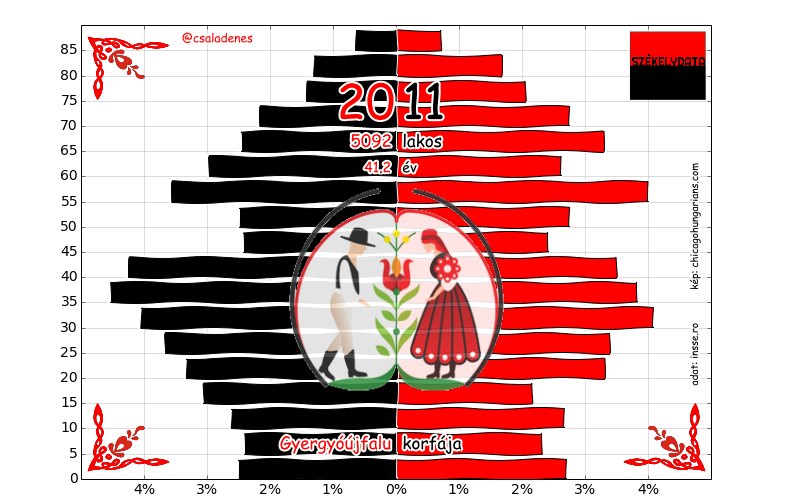 @csaladenes
SZÉKELYDATA
2011
5092 lakos
41,2 év
Gyergyóújfalu korfája
kép: chicagohungarians.com
adat: insse.ro
85
80
75
70
65
60
55
50
45
40
35
30
25
20
15
10
5
0
4% 3% 2% 1% 0% 1% 2% 3% 4%